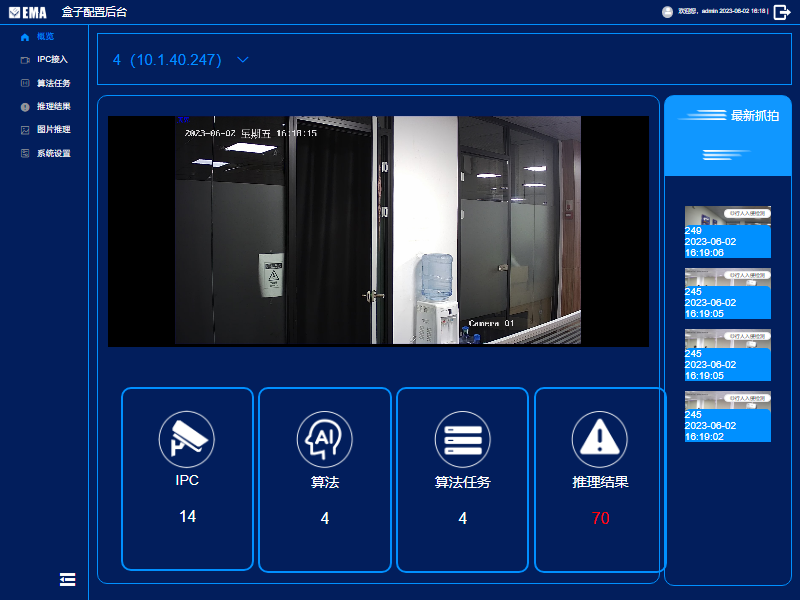 EMA 盒子配置后台
欢迎您, admin 2023-06-02 16:18 |
概览
IPC接入
算法任务
推理结果
图片推理
系统设置
4（10.1.40.247）
2023-06-02 星期五 16:18:15
Camera 01
IPC
14
算法
4
算法任务
4
推理结果
70
最新抓拍
249
2023-06-02
16:19:06
245
2023-06-02
16:19:05
245
2023-06-02
16:19:05
245
2023-06-02
16:19:02